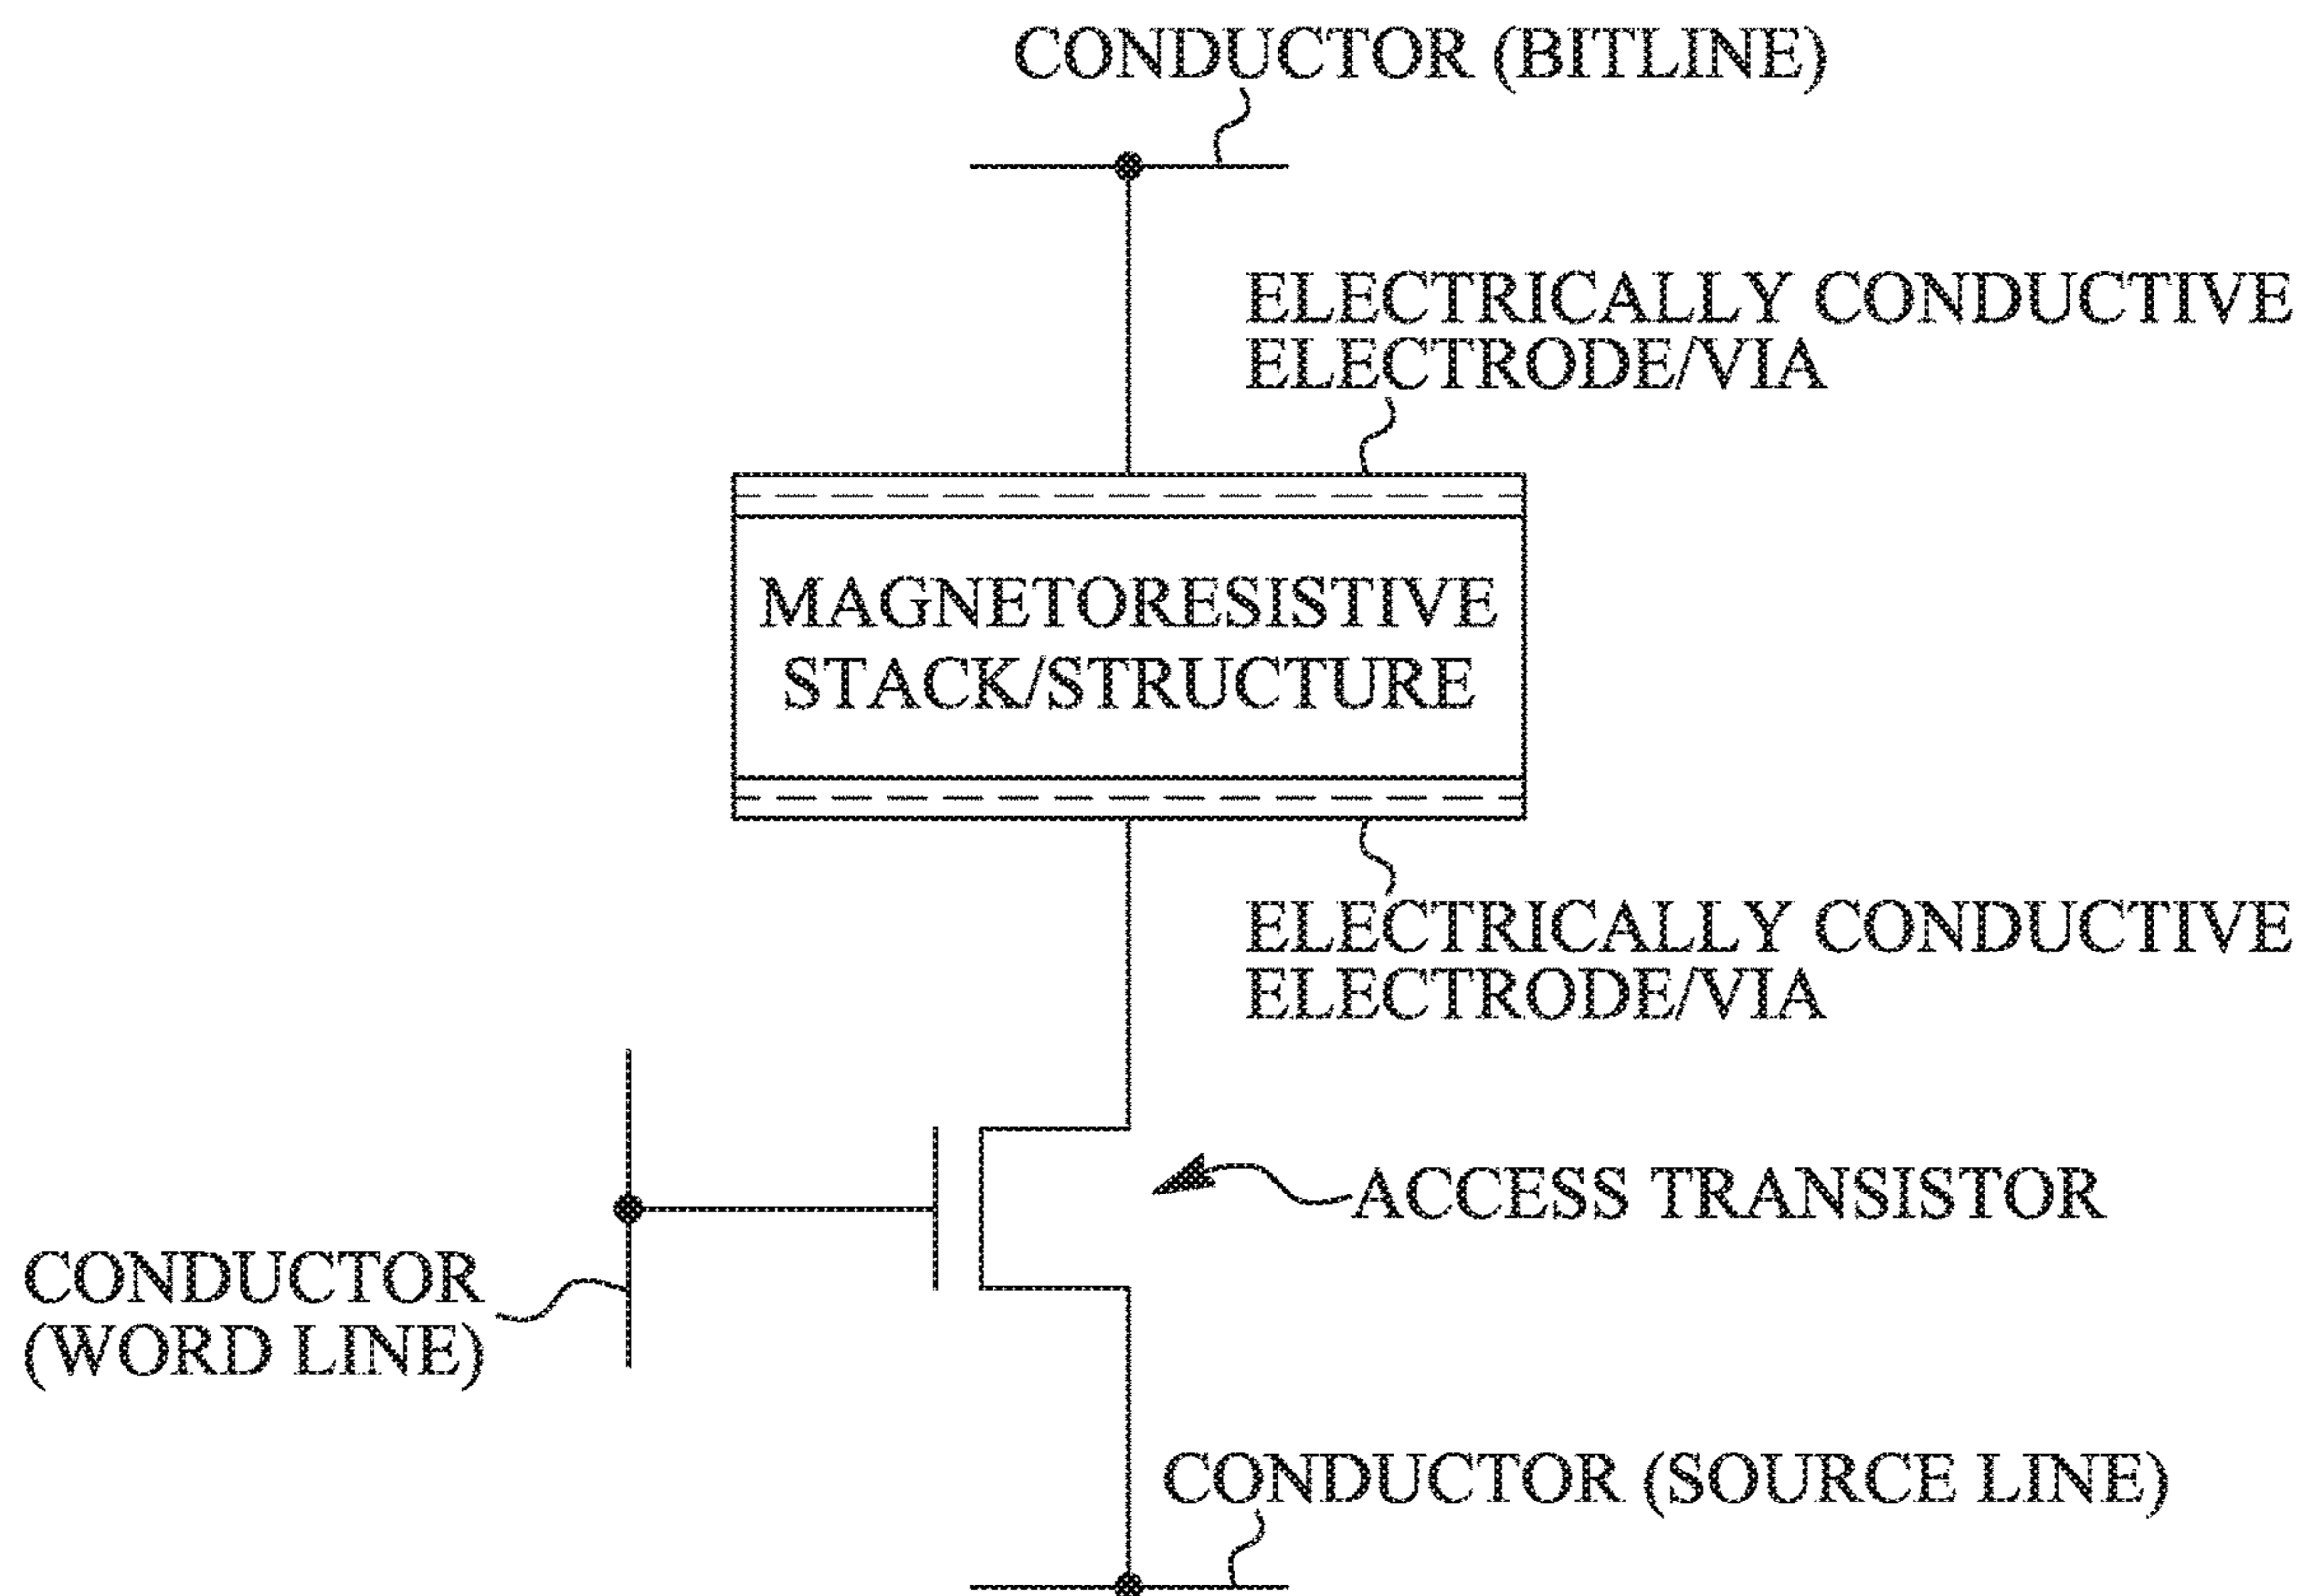 CONDUCTOR (BITLINE)
ELECTRICALLY CONDUCTIVE
ELECTRODE/VIA
MAGNETORESISTIVE
STACK/STRUCTURE
ELECTRICALLY CONDUCTIVE
ELECTRODE/VIA
ACCESS TRANSISTOR
CONDUCTOR
(WORD LINE)
CONDUCTOR (SOURCE LINE)